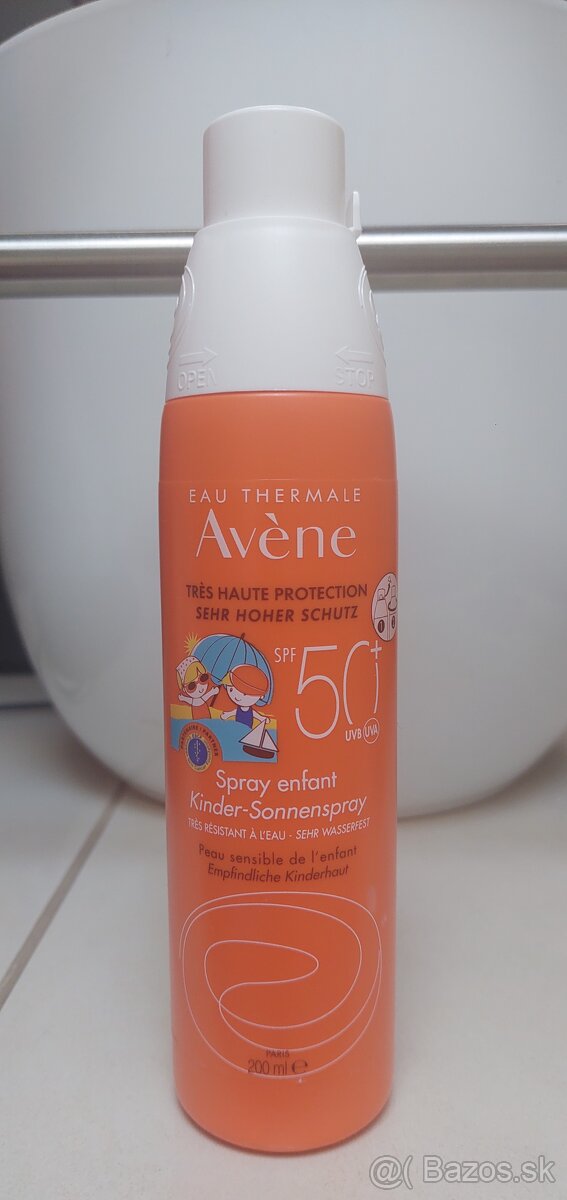 OPEN STOP
EAU THERMALE
Avène
TRÈS HAUTE PROTECTION
SEHR HOHER SCHUTZ
SPF 50+
UVB UVA
Spray enfant
Kinder-Sonnenspray
TRÈS RÉSISTANT À L'EAU - SEHR WASSERFEST
Peau sensible de l'enfant
Empfindliche Kinderhaut
PARIS
200 ml ℮
@( Bazos.sk